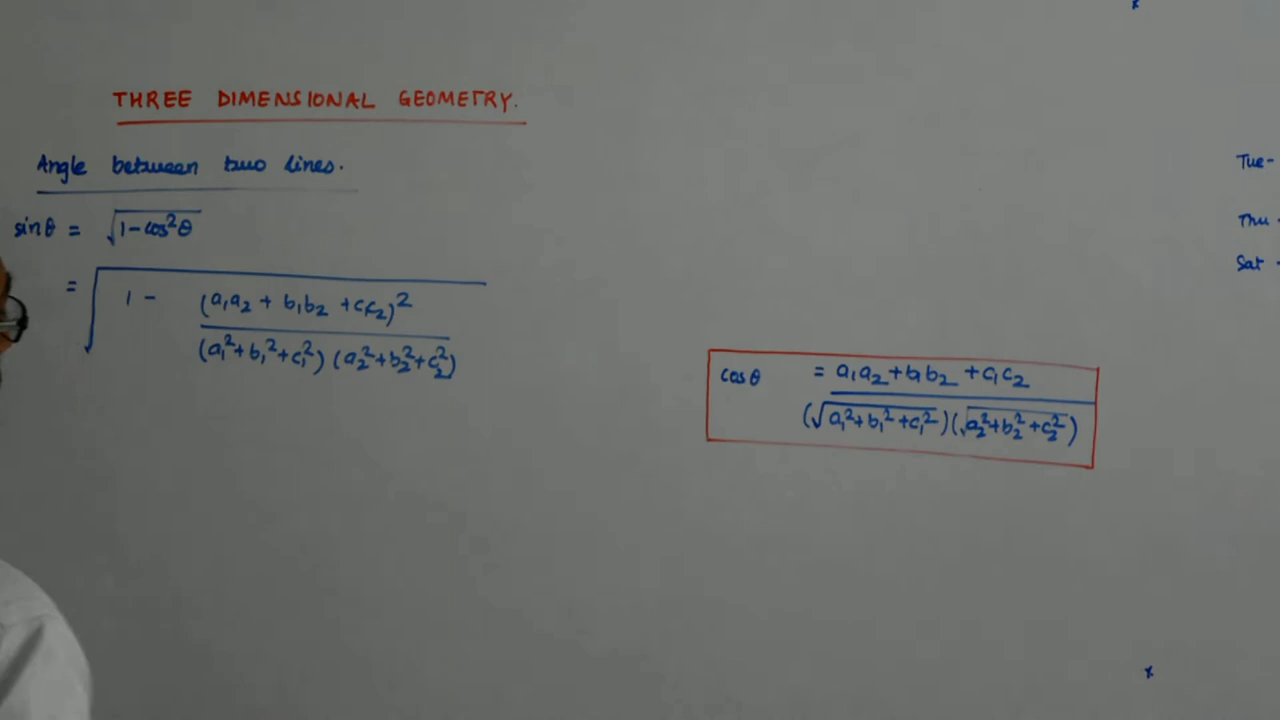 THREE DIMENSIONAL GEOMETRY.
Angle between two lines.
sinθ = √(1-cos²θ)
= √(1 - (a₁a₂ + b₁b₂ + c₁c₂)² / (a₁²+b₁²+c₁²) (a₂²+b₂²+c₂²))
cosθ = a₁a₂+b₁b₂+c₁c₂ / (√(a₁²+b₁²+c₁²))(√(a₂²+b₂²+c₂²))
Tue-
Thu -
Sat -